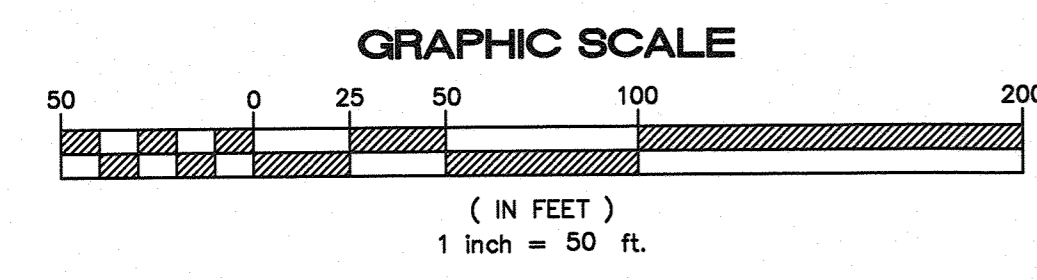 GRAPHIC SCALE
50 0 25 50 100 200
( IN FEET )
1 inch = 50 ft.